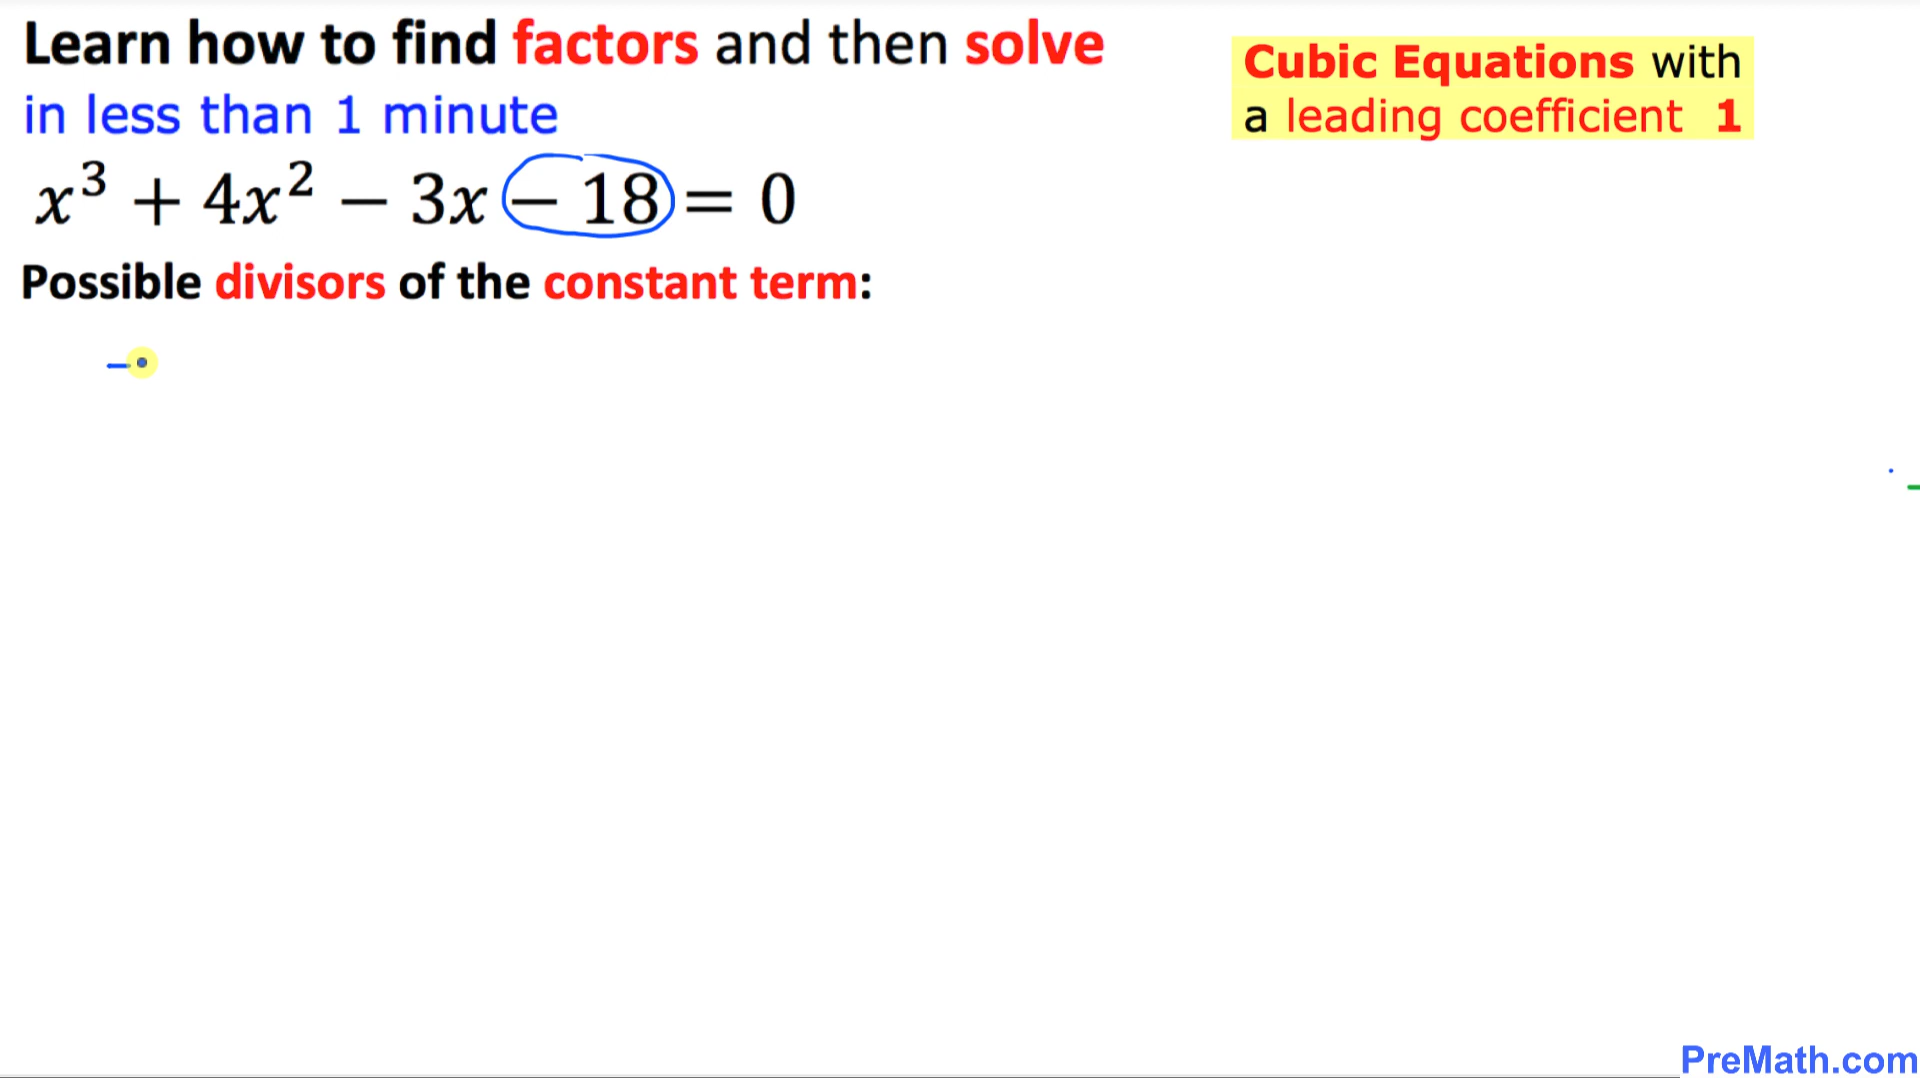 Learn how to find factors and then solve
in less than 1 minute
Cubic Equations with
a leading coefficient 1
x³ + 4x² − 3x − 18 = 0
Possible divisors of the constant term:
PreMath.com